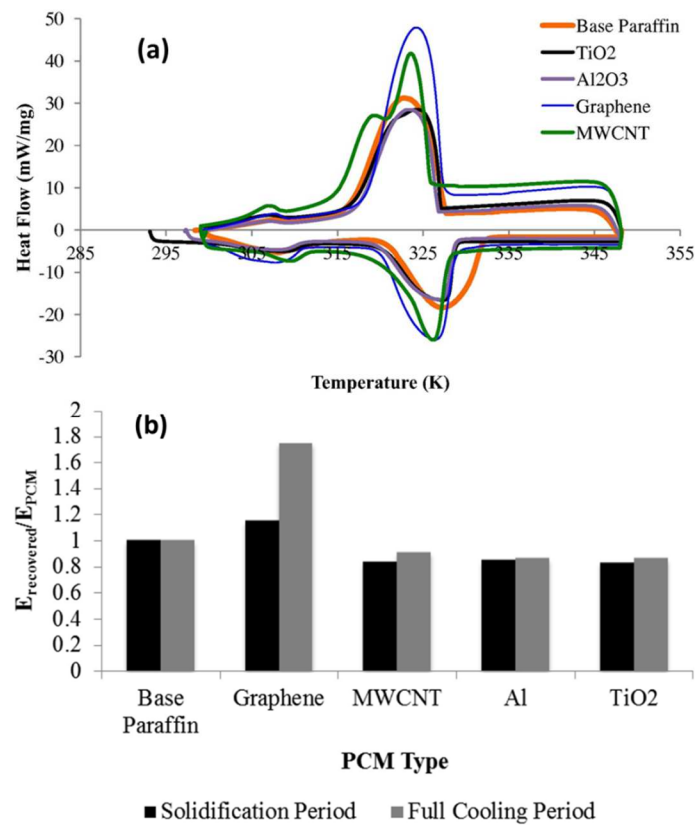 (a)
Base Paraffin
TiO2
Al2O3
Graphene
MWCNT
Heat Flow (mW/mg)
50
40
30
20
10
0
-10
-20
-30
285
295
305
315
325
335
345
355
Temperature (K)
(b)
E_recovered/E_PCM
2
1.8
1.6
1.4
1.2
1
0.8
0.6
0.4
0.2
0
Base
Paraffin
Graphene
MWCNT
Al
TiO2
PCM Type
Solidification Period
Full Cooling Period